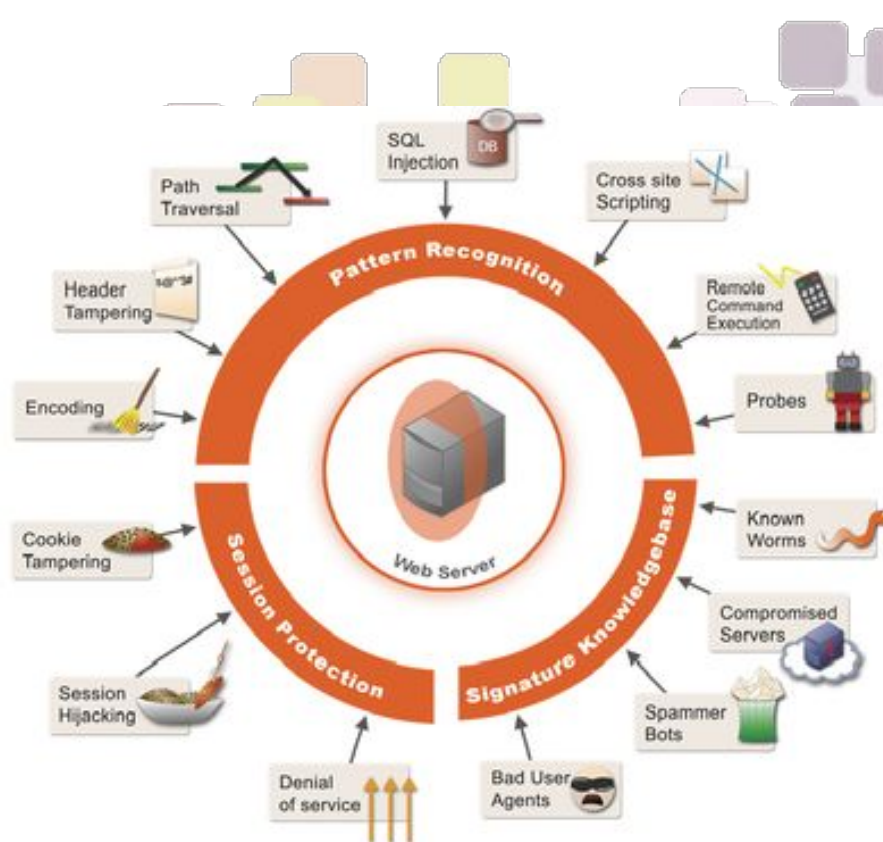 SQL
Injection
DB
Path
Traversal
Cross site
Scripting
Pattern Recognition
Header
Tampering
Remote
Command
Execution
Encoding
Probes
Web Server
Cookie
Tampering
Known
Worms
Session Protection
Signature Knowledgebase
Compromised
Servers
Session
Hijacking
Spammer
Bots
Denial
of service
Bad User
Agents